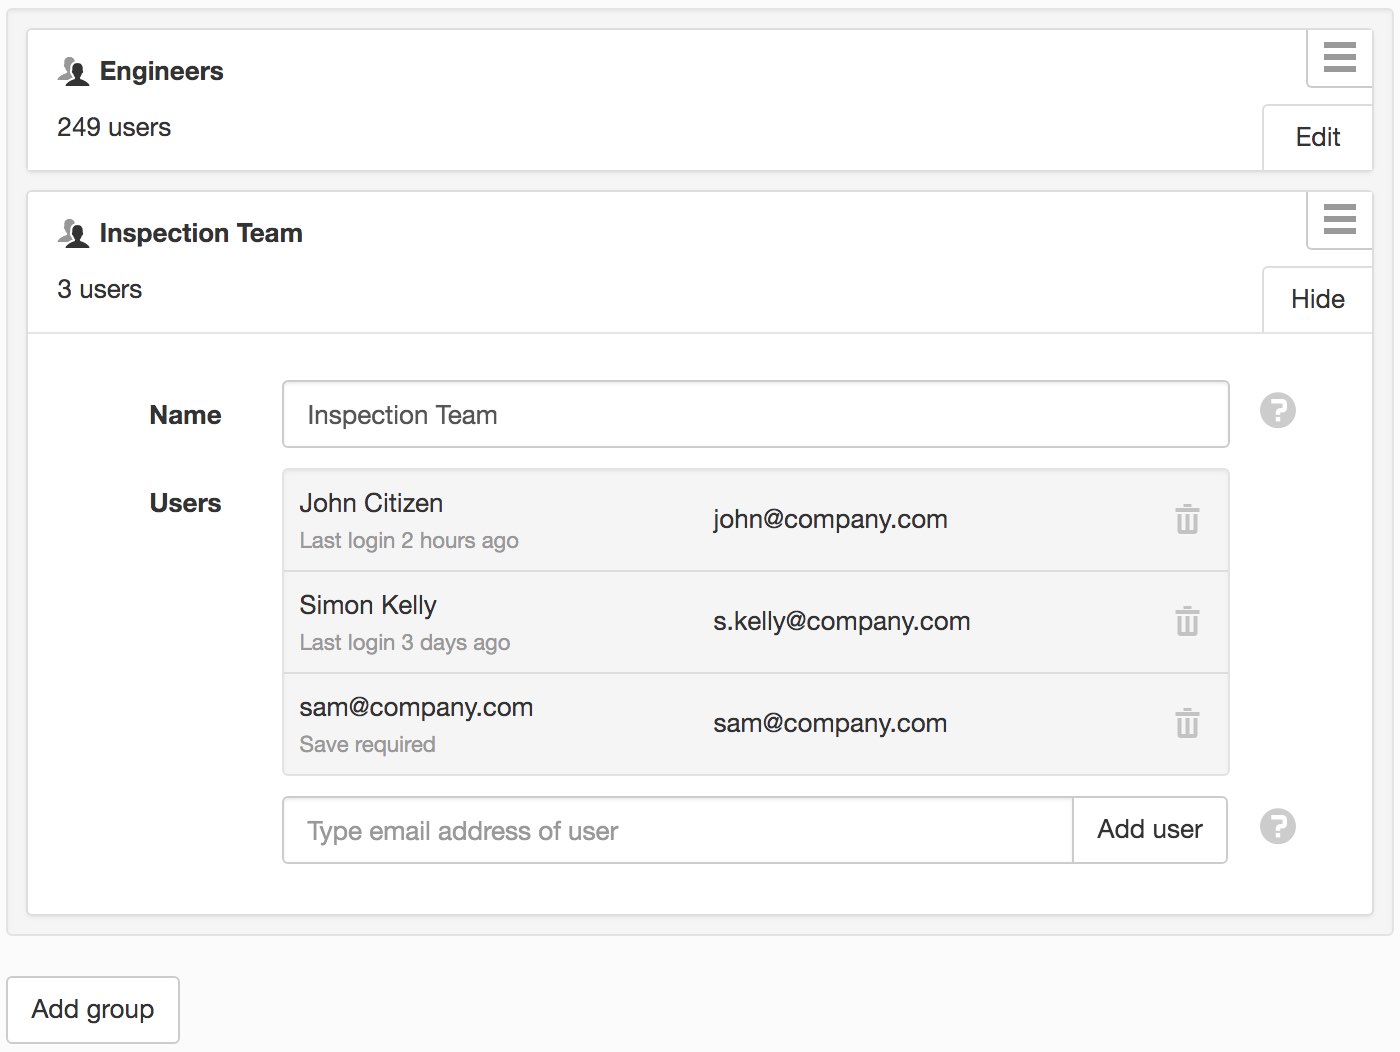 Engineers
249 users
Edit
Inspection Team
3 users
Hide
Name
Inspection Team
?
Users
John Citizen
Last login 2 hours ago
john@company.com
Simon Kelly
Last login 3 days ago
s.kelly@company.com
sam@company.com
Save required
sam@company.com
Type email address of user
Add user
?
Add group